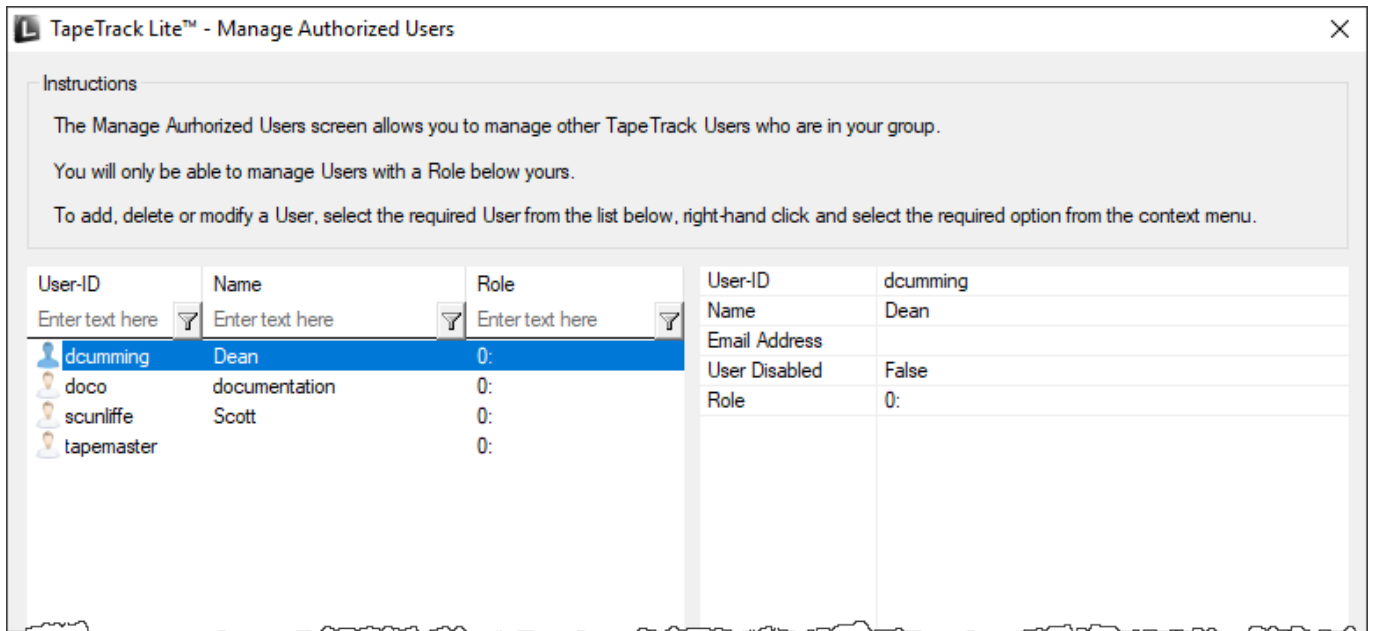 TapeTrack Lite™ - Manage Authorized Users
Instructions
The Manage Aurhorized Users screen allows you to manage other TapeTrack Users who are in your group.
You will only be able to manage Users with a Role below yours.
To add, delete or modify a User, select the required User from the list below, right-hand click and select the required option from the context menu.
User-ID Name Role
Enter text here Enter text here Enter text here
dcumming Dean 0:
doco documentation 0:
scunliffe Scott 0:
tapemaster 0:
User-ID dcumming
Name Dean
Email Address
User Disabled False
Role 0: